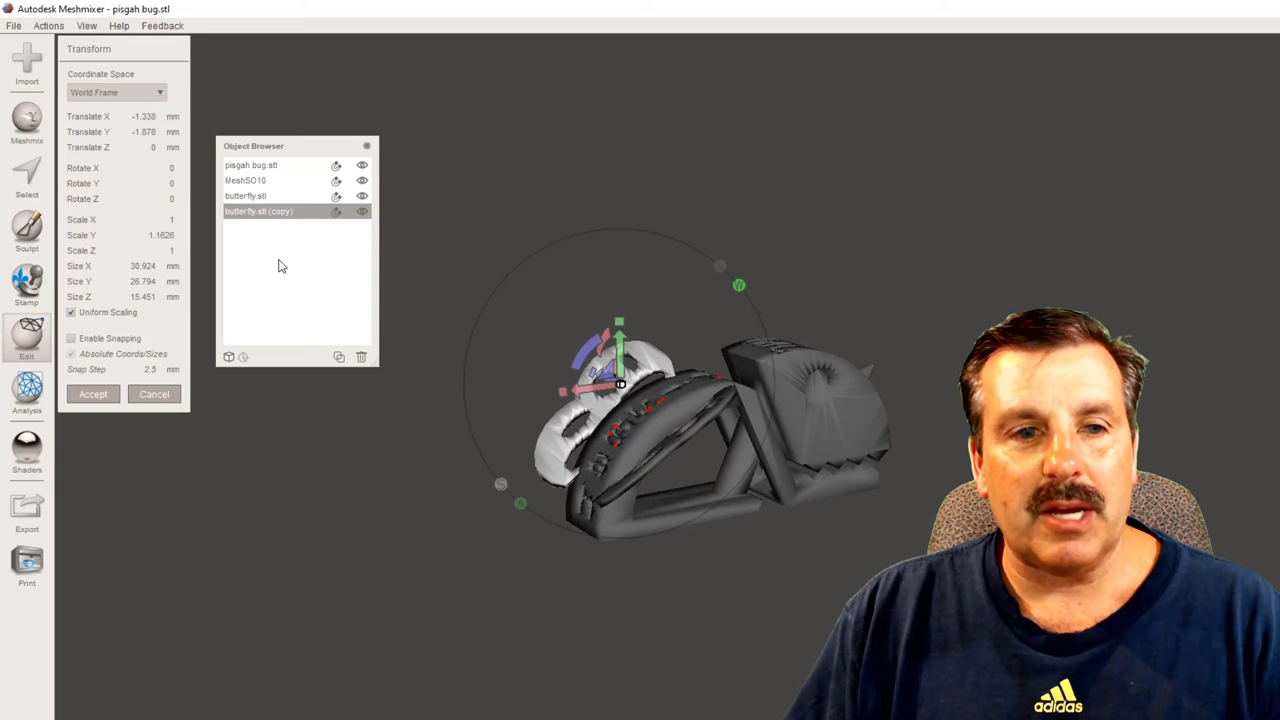 Autodesk Meshmixer - pisgah bug.stl
File Actions View Help Feedback
Import
Meshmix
Select
Sculpt
Stamp
Edit
Analysis
Shaders
Export
Print
Transform
Coordinate Space
World Frame
Translate X -1.338 mm
Translate Y -1.878 mm
Translate Z 0 mm
Rotate X 0
Rotate Y 0
Rotate Z 0
Scale X 1
Scale Y 1.1626
Scale Z 1
Size X 30.924 mm
Size Y 26.794 mm
Size Z 15.451 mm
Uniform Scaling
Enable Snapping
Absolute Coords/Sizes
Snap Step 2.5 mm
Accept Cancel
Object Browser
pisgah bug.stl
MeshSO10
butterfly.stl
butterfly.stl (copy)
W
S
A
adidas